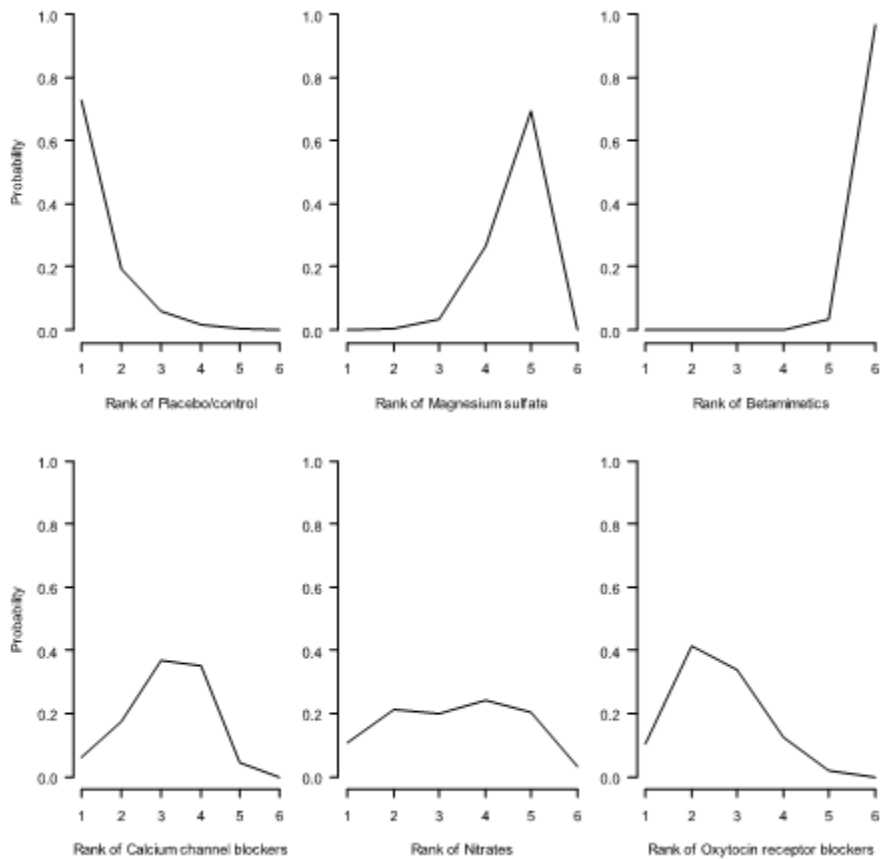 1.0 1.0 1.0
0.8 0.8 0.8
0.6 0.6 0.6
Probability
0.4 0.4 0.4
0.2 0.2 0.2
0.0 0.0 0.0
1 2 3 4 5 6 1 2 3 4 5 6 1 2 3 4 5 6
Rank of Placebo/control Rank of Magnesium sulfate Rank of Betamimetics
1.0 1.0 1.0
0.8 0.8 0.8
0.6 0.6 0.6
Probability
0.4 0.4 0.4
0.2 0.2 0.2
0.0 0.0 0.0
1 2 3 4 5 6 1 2 3 4 5 6 1 2 3 4 5 6
Rank of Calcium channel blockers Rank of Nitrates Rank of Oxytocin receptor blockers